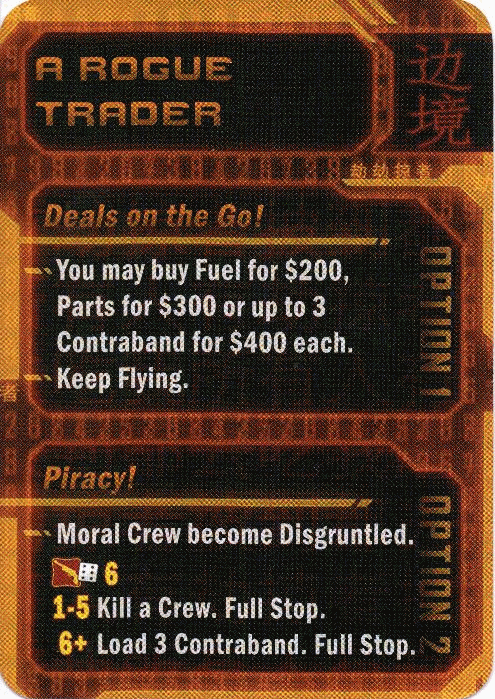 A ROGUE
TRADER
边
境
Deals on the Go!
You may buy Fuel for $200,
Parts for $300 or up to 3
Contraband for $400 each.
Keep Flying.
OPTION 1
者
Piracy!
Moral Crew become Disgruntled.
6
1-5 Kill a Crew. Full Stop.
6+ Load 3 Contraband. Full Stop.
OPTION 2